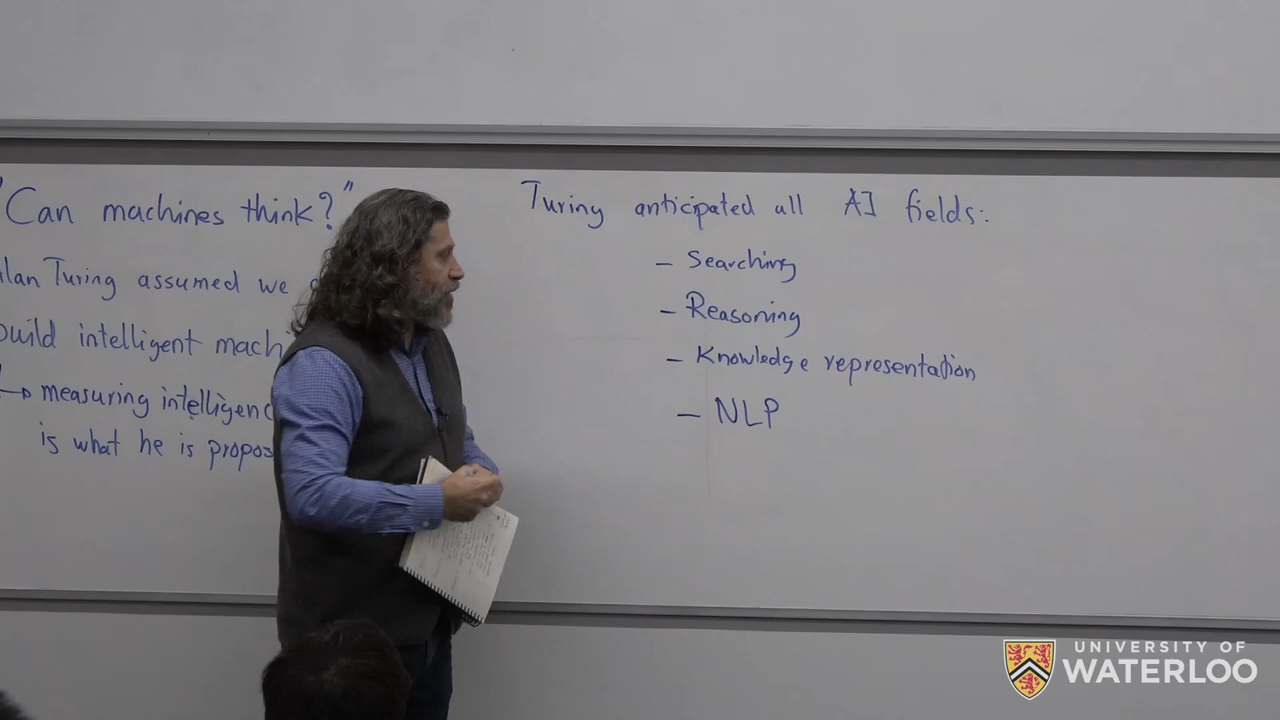 "Can machines think?"
lan Turing assumed we
build intelligent machi
measuring intelligenc
is what he is propos
Turing anticipated all AI fields:
- Searching
- Reasoning
- Knowledge representation
- NLP
UNIVERSITY OF
WATERLOO